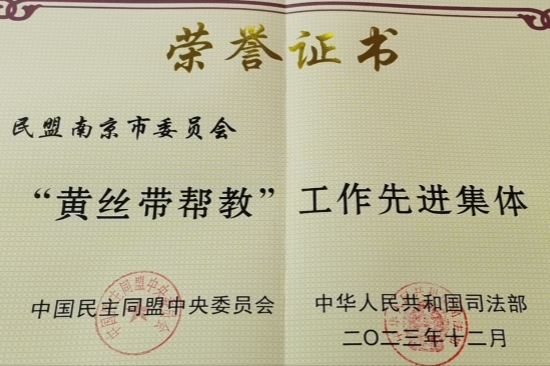 荣誉证书
民盟南京市委员会
“黄丝带帮教”工作先进集体
中国民主同盟中央委员会
中华人民共和国司法部
二〇二三年十二月